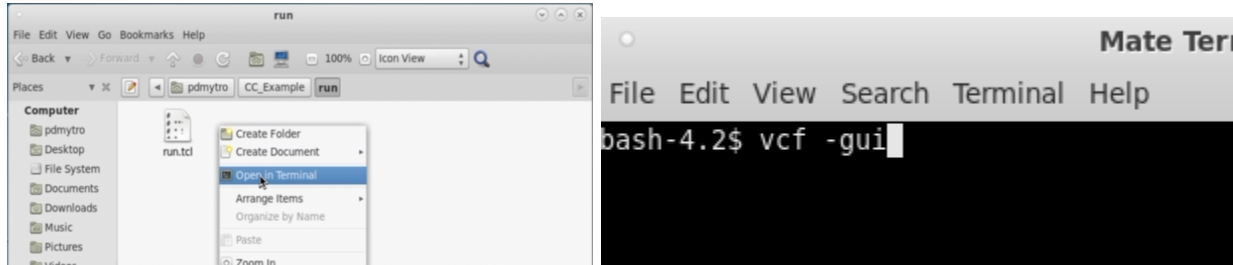 run
File Edit View Go Bookmarks Help
Back Forward 100% Icon View
Places pdmytro CC_Example run
Computer
pdmytro
Desktop
File System
Documents
Downloads
Music
Pictures
run.tcl
Create Folder
Create Document
Open in Terminal
Arrange Items
Organize by Name
Paste
Zoom In
Mate Ter
File Edit View Search Terminal Help
bash-4.2$ vcf -gui